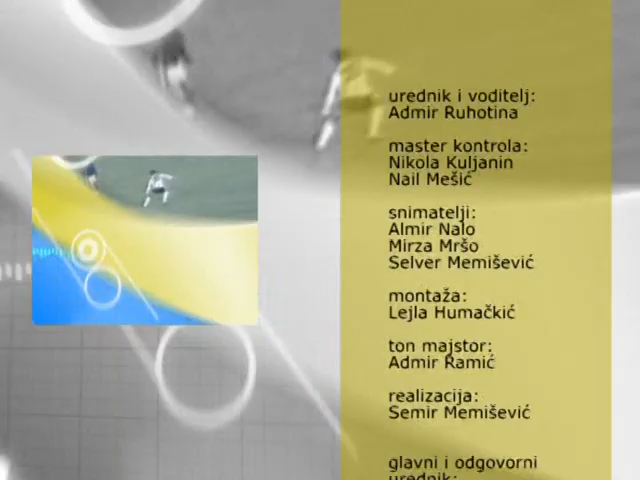 urednik i voditelj:
Admir Ruhotina
master kontrola:
Nikola Kuljanin
Nail Mešić
snimatelji:
Almir Nalo
Mirza Mršo
Selver Memišević
montaža:
Lejla Humačkić
ton majstor:
Admir Ramić
realizacija:
Semir Memišević
glavni i odgovorni
urednik: